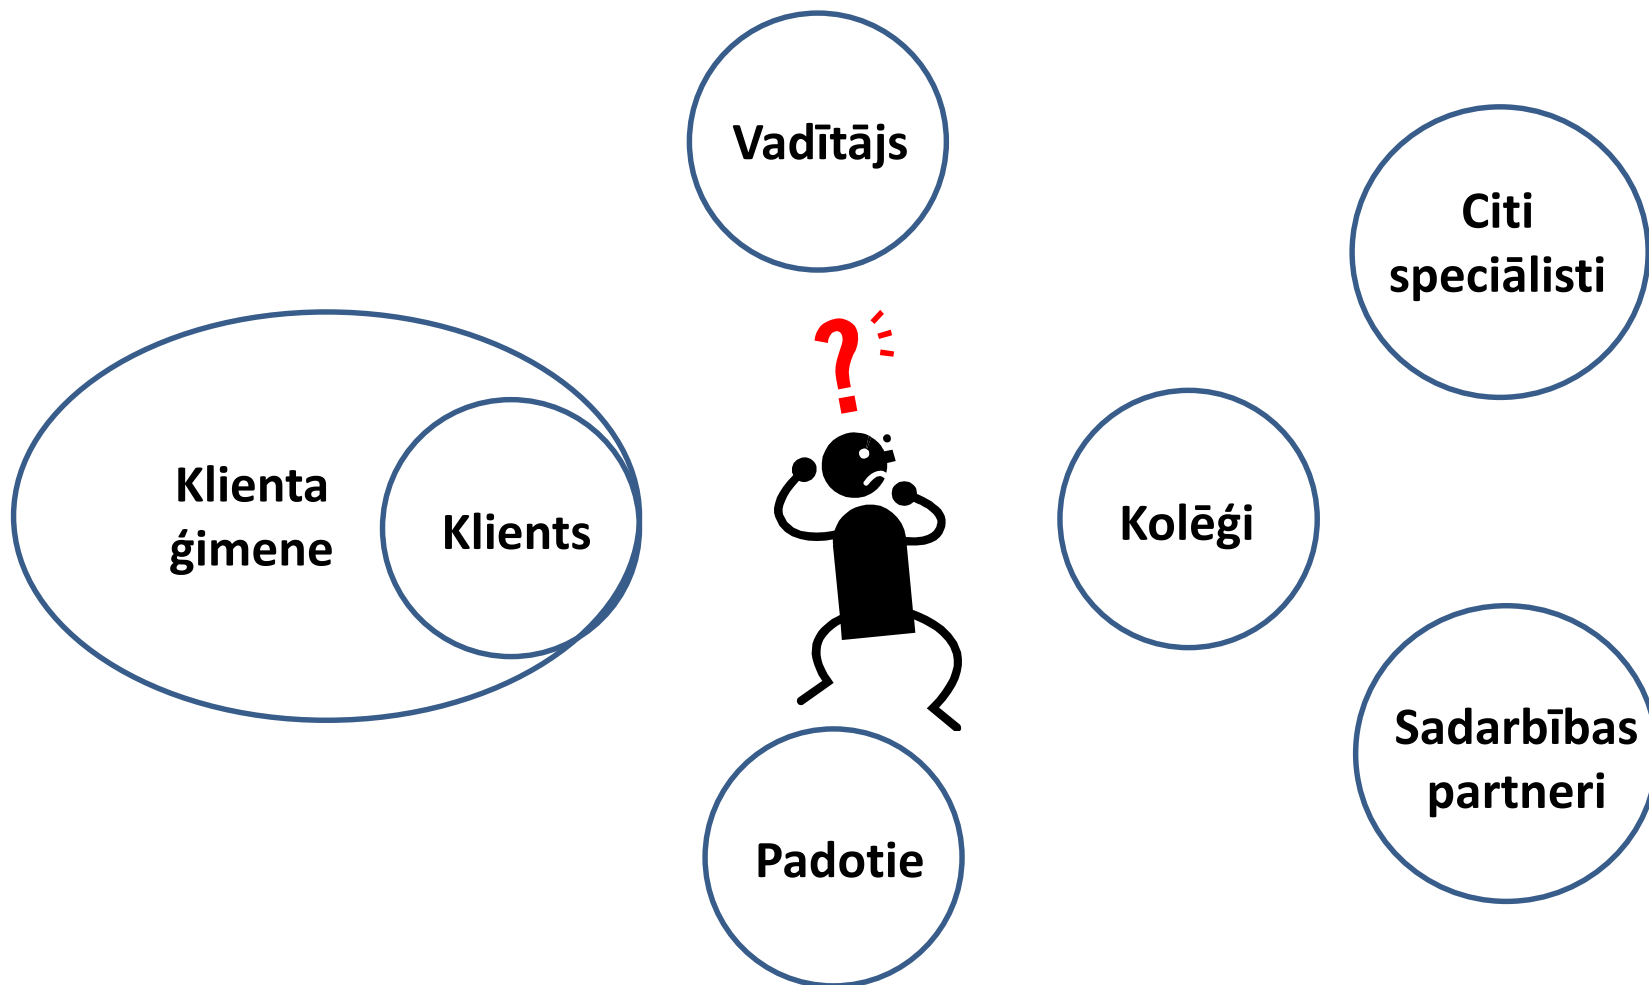 Vadītājs
Citi
speciālisti
?
Klienta
ģimene
Klients
Kolēģi
Sadarbības
partneri
Padotie